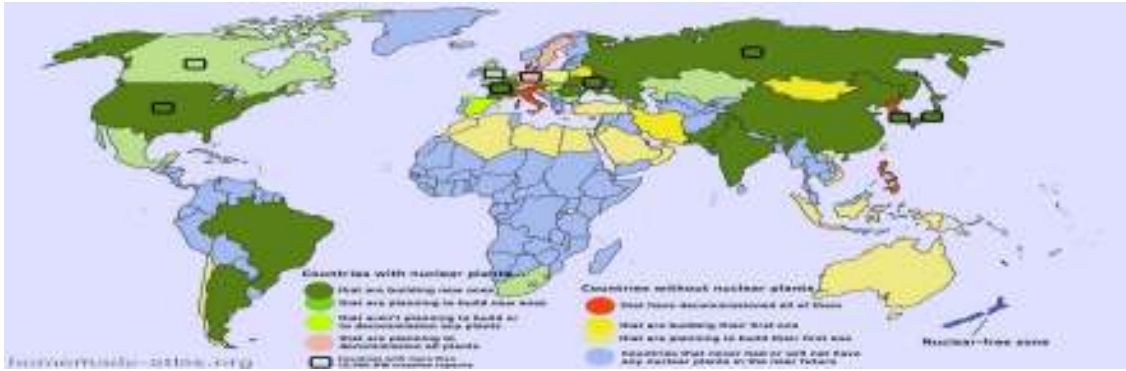 Countries with nuclear plants...
that are building new ones
that are planning to build new ones
that aren't planning to build or
to decommission any plants
that are planning to
decommission all plants
Countries with more than
Countries without nuclear plants
that have decommissioned all of them
that are building their first one
that are planning to build their first one
Countries that never had or will not have
any nuclear plants in the near future
Nuclear-free zone
homemade-atlas.org